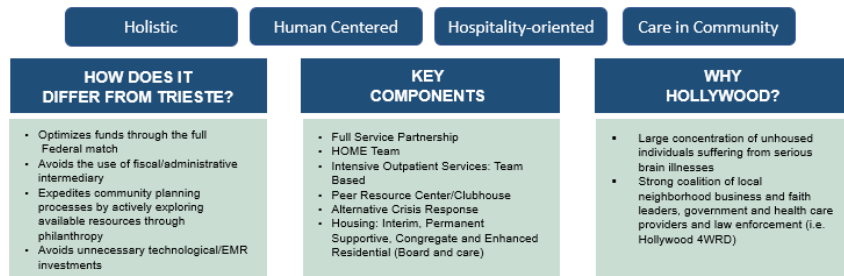 Holistic
Human Centered
Hospitality-oriented
Care in Community
HOW DOES IT
DIFFER FROM TRIESTE?
• Optimizes funds through the full
Federal match
• Avoids the use of fiscal/administrative
intermediary
• Expedites community planning
processes by actively exploring
available resources through
philanthropy
• Avoids unnecessary technological/EMR
investments
KEY
COMPONENTS
• Full Service Partnership
• HOME Team
• Intensive Outpatient Services: Team
Based
• Peer Resource Center/Clubhouse
• Alternative Crisis Response
• Housing: Interim, Permanent
Supportive, Congregate and Enhanced
Residential (Board and care)
WHY
HOLLYWOOD?
▪ Large concentration of unhoused
individuals suffering from serious
brain illnesses
▪ Strong coalition of local
neighborhood business and faith
leaders, government and health care
providers and law enforcement (i.e.
Hollywood 4WRD)